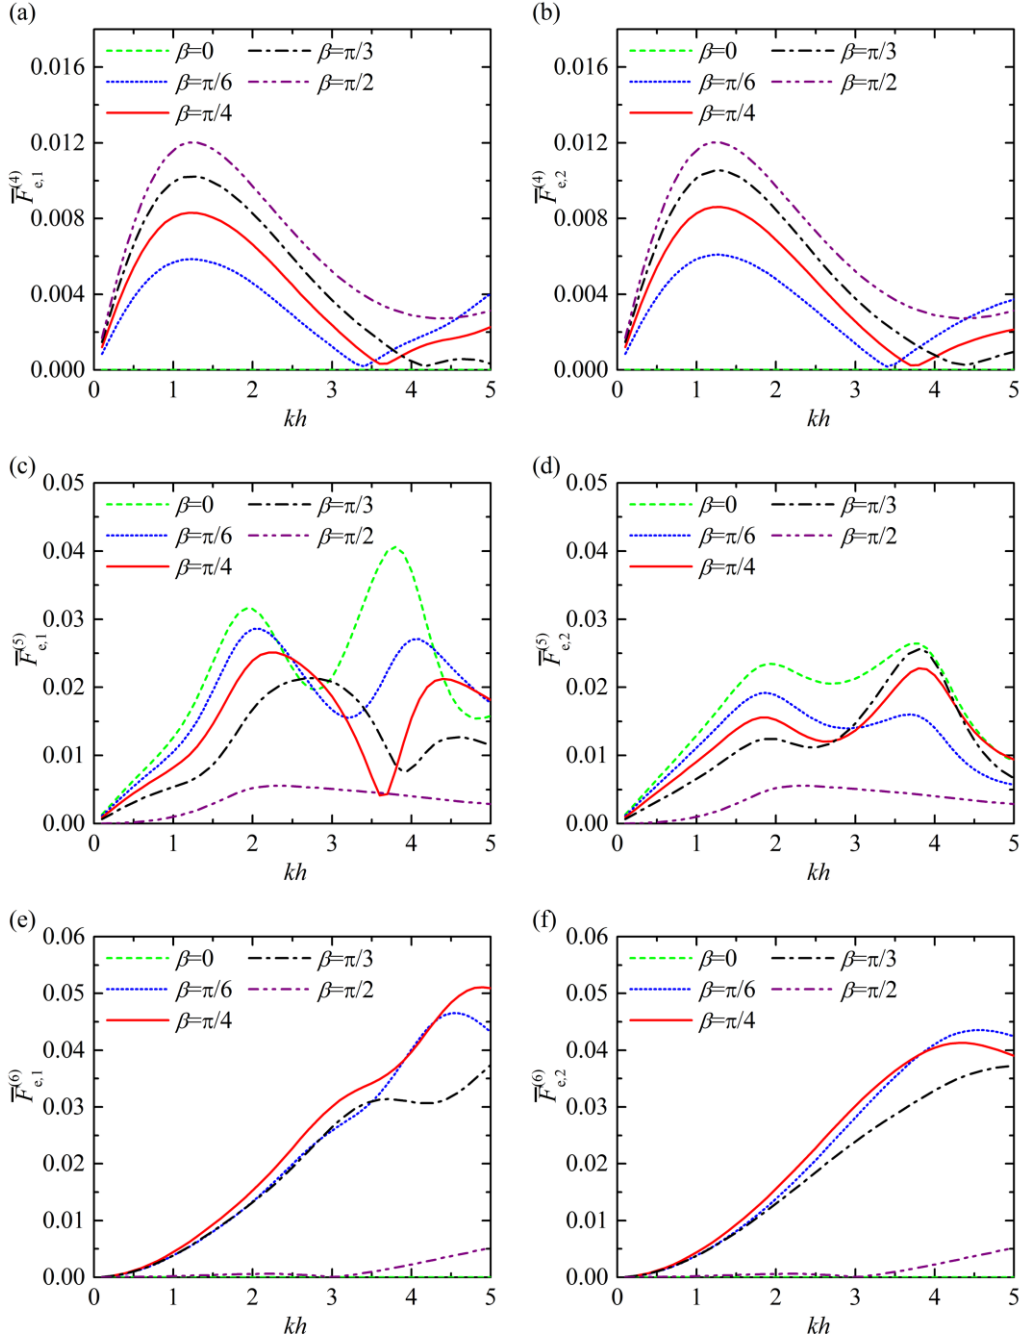 (a)
β=0
β=π/3
β=π/6
β=π/2
β=π/4
0.016
0.012
0.008
0.004
0.000
F̅e,1(4)
0 1 2 3 4 5
kh
(b)
β=0
β=π/3
β=π/6
β=π/2
β=π/4
0.016
0.012
0.008
0.004
0.000
F̅e,2(4)
0 1 2 3 4 5
kh
(c)
β=0
β=π/3
β=π/6
β=π/2
β=π/4
0.05
0.04
0.03
0.02
0.01
0.00
F̅e,1(5)
0 1 2 3 4 5
kh
(d)
β=0
β=π/3
β=π/6
β=π/2
β=π/4
0.05
0.04
0.03
0.02
0.01
0.00
F̅e,2(5)
0 1 2 3 4 5
kh
(e)
β=0
β=π/3
β=π/6
β=π/2
β=π/4
0.06
0.05
0.04
0.03
0.02
0.01
0.00
F̅e,1(6)
0 1 2 3 4 5
kh
(f)
β=0
β=π/3
β=π/6
β=π/2
β=π/4
0.06
0.05
0.04
0.03
0.02
0.01
0.00
F̅e,2(6)
0 1 2 3 4 5
kh